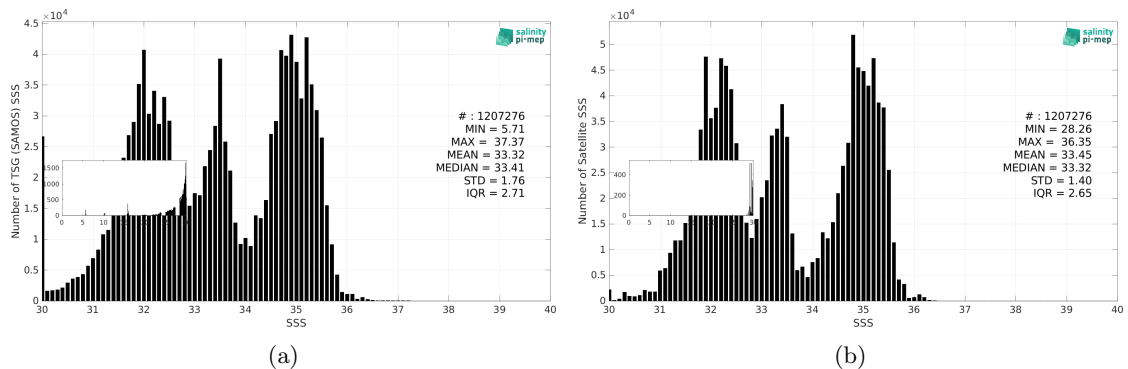 ×10⁴
4.5
4
3.5
3
2.5
2
1.5
1
0.5
0
Number of TSG (SAMOS) SSS
salinity
pi-mep
# : 1207276
MIN = 5.71
MAX = 37.37
MEAN = 33.32
MEDIAN = 33.41
STD = 1.76
IQR = 2.71
1500
1000
500
0
0 5 10
30 31 32 33 34 35 36 37 38 39 40
SSS
(a)
×10⁴
5
4.5
4
3.5
3
2.5
2
1.5
1
0.5
0
Number of Satellite SSS
salinity
pi-mep
# : 1207276
MIN = 28.26
MAX = 36.35
MEAN = 33.45
MEDIAN = 33.32
STD = 1.40
IQR = 2.65
400
200
0
0 5 10
30 31 32 33 34 35 36 37 38 39 40
SSS
(b)